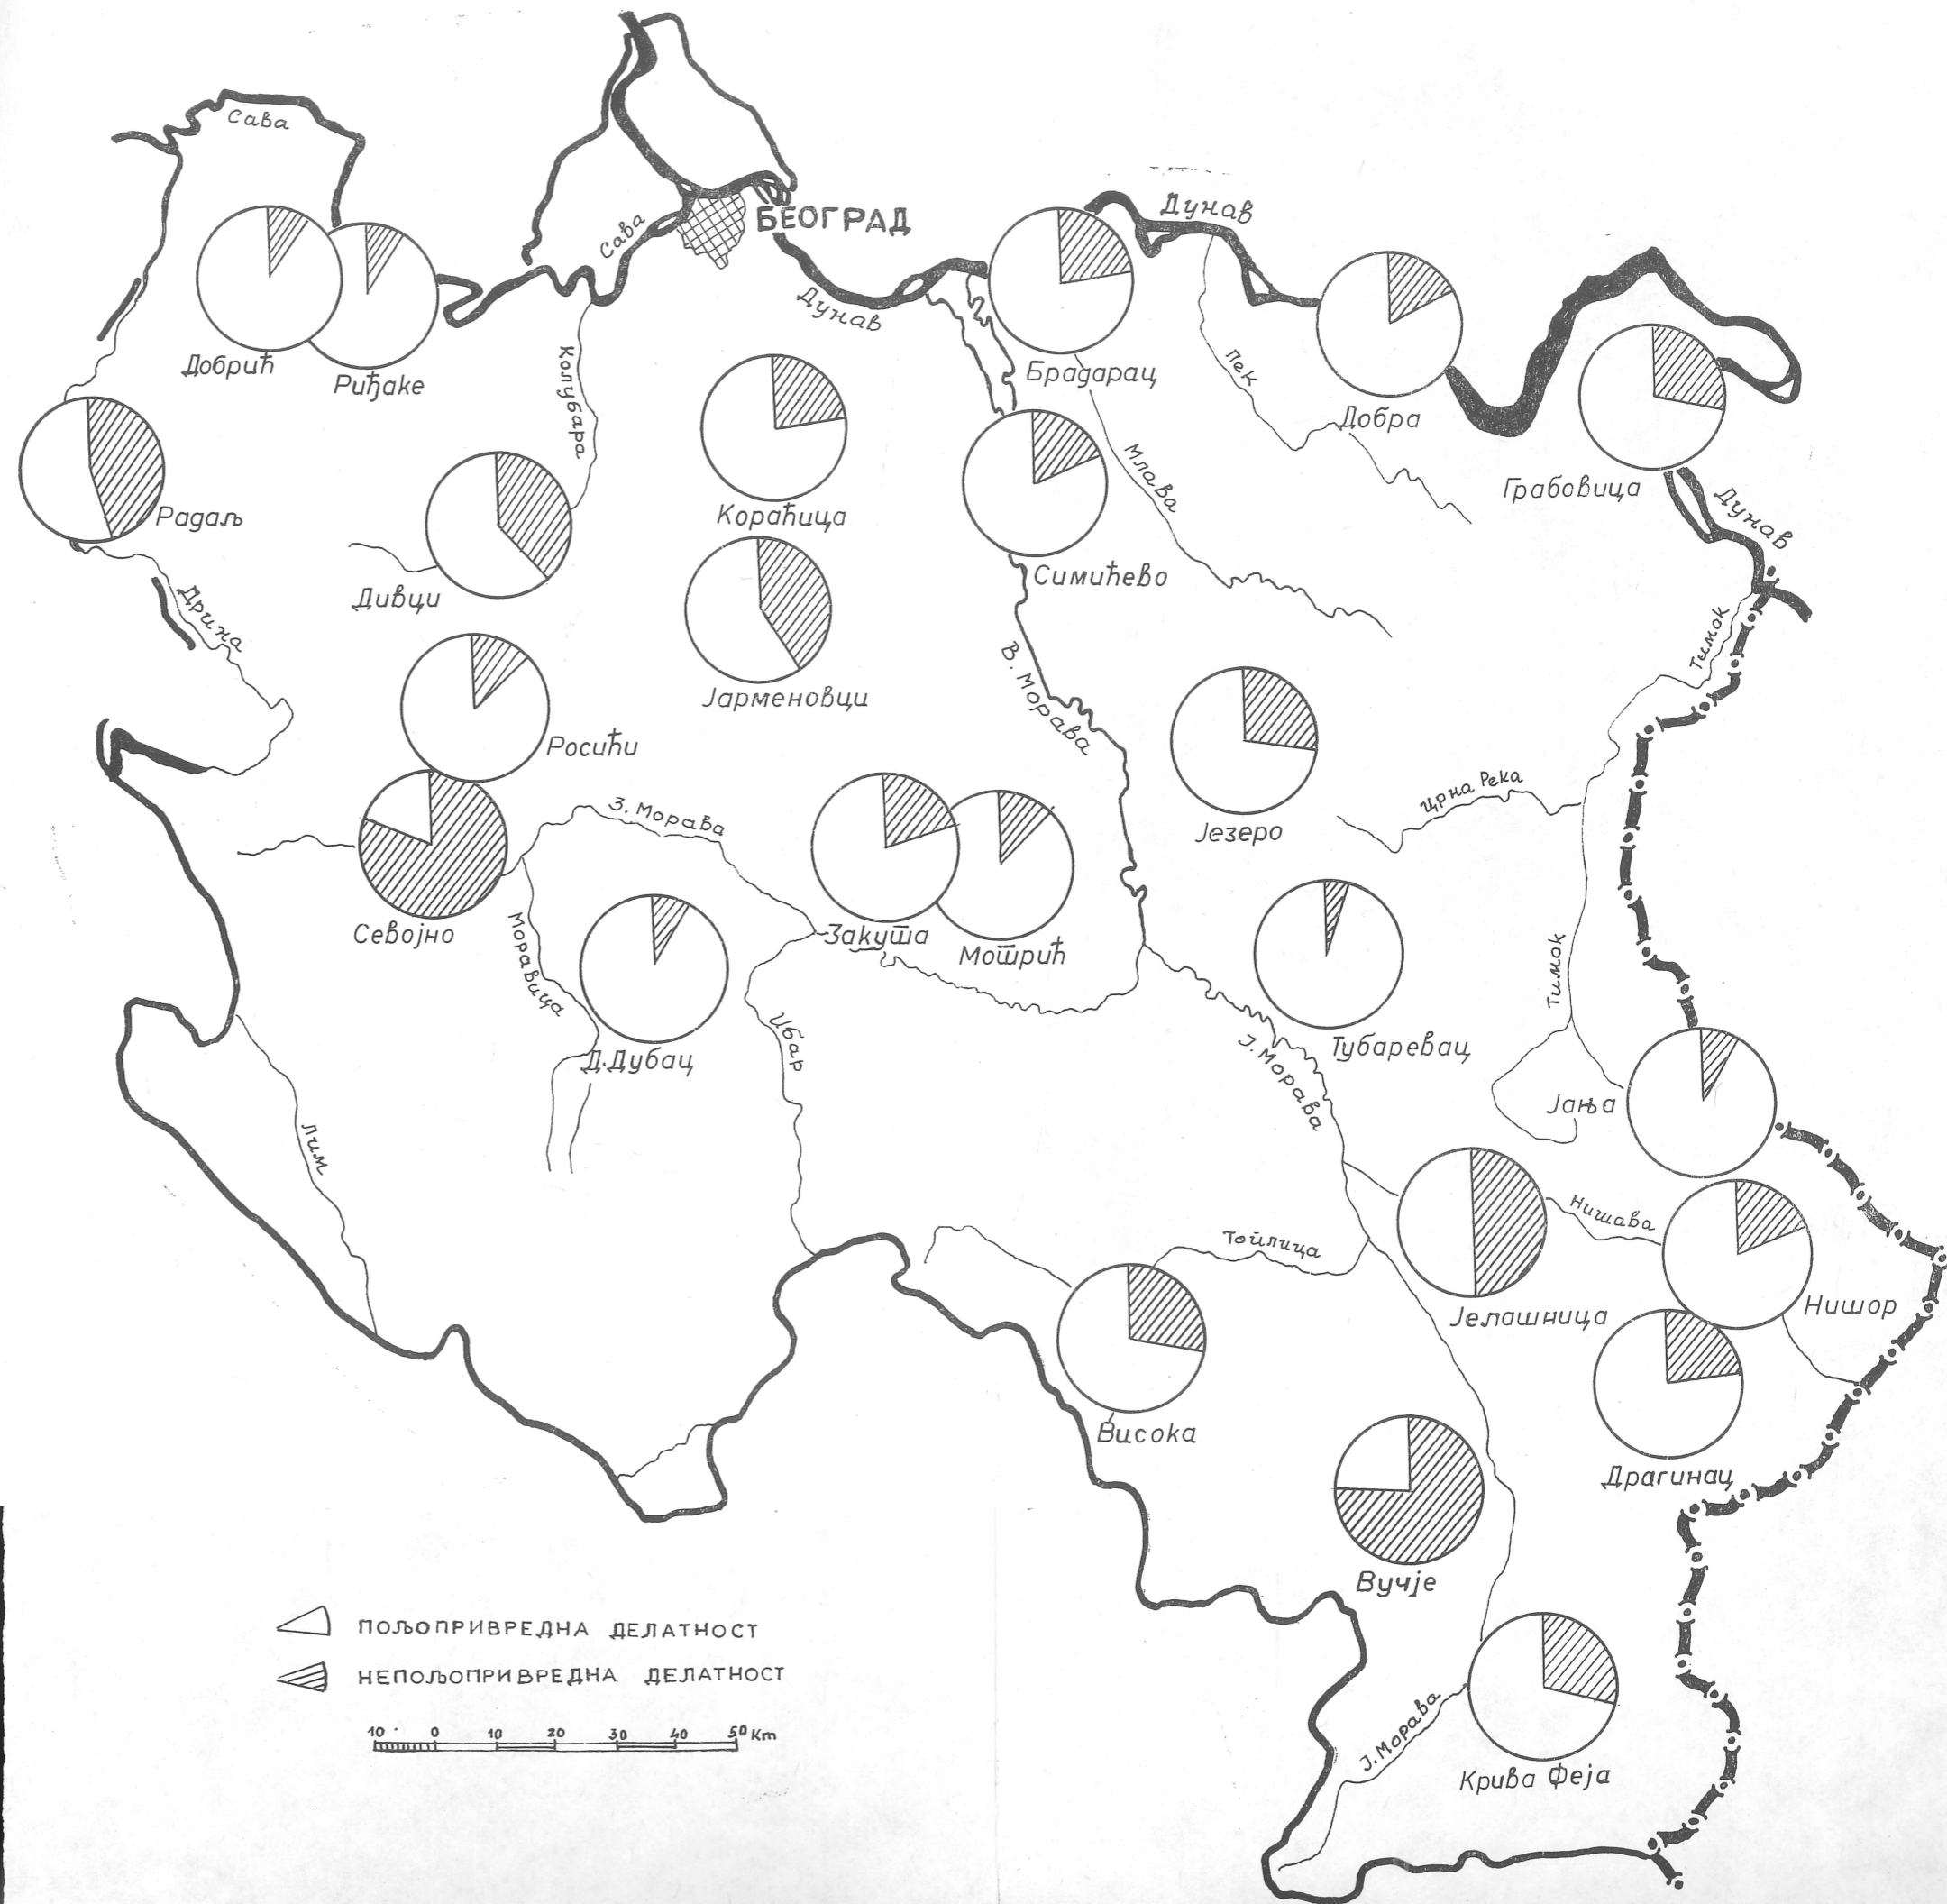 Сава
БЕОГРАД
Сава
Дунав
Дунав
Добрић
Риђаке
Колубара
Брадарац
Пек
Добра
Грабовица
Дунав
Радаљ
Дрина
Дивци
Кораћица
Млава
Симићево
Јарменовци
В. Морава
Тимок
Росићи
З. Морава
Језеро
Црна Река
Севојно
Моравица
Д.Дубац
Закута
Мотрић
Ибар
Тубаревац
Тимок
Ј. Морава
Јања
Лим
Топлица
Јелашница
Нишава
Нишор
Висока
Драгинац
Вучје
Ј. Морава
Крива Феја
ПОЉОПРИВРЕДНА ДЕЛАТНОСТ
НЕПОЉОПРИВРЕДНА ДЕЛАТНОСТ
10 0 10 20 30 40 50 Km